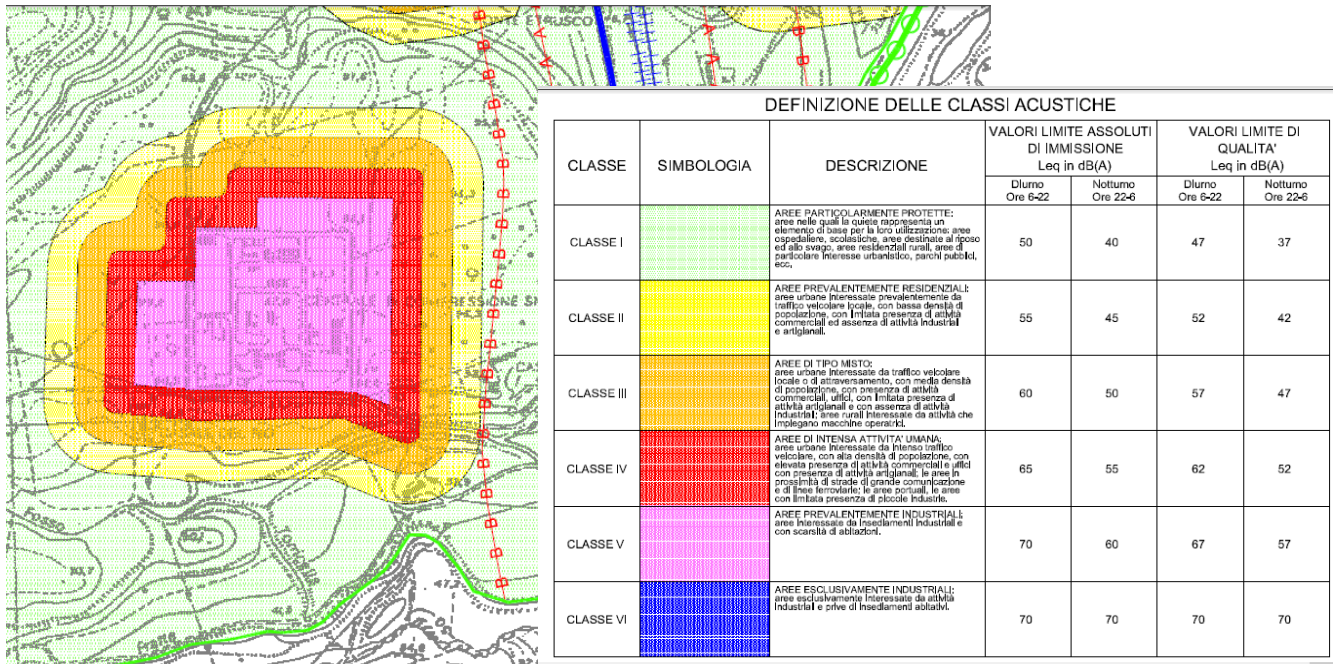 NTE ETRUSCO
CENTRALE DI COMPRESSIONE SN
FOSSO
DEFINIZIONE DELLE CLASSI ACUSTICHE
CLASSE
SIMBOLOGIA
DESCRIZIONE
VALORI LIMITE ASSOLUTI
DI IMMISSIONE
Leq in dB(A)
VALORI LIMITE DI
QUALITA'
Leq in dB(A)
Diurno
Ore 6-22
Notturno
Ore 22-6
Diurno
Ore 6-22
Notturno
Ore 22-6
CLASSE I
AREE PARTICOLARMENTE PROTETTE:
aree nelle quali la quiete rappresenta un
elemento di base per la loro utilizzazione: aree
ospedaliere, scolastiche, aree destinate al riposo
ed allo svago, aree residenziali rurali, aree di
particolare interesse urbanistico, parchi pubblici,
ecc.
50
40
47
37
CLASSE II
AREE PREVALENTEMENTE RESIDENZIALI:
aree urbane interessate prevalentemente da
traffico veicolare locale, con bassa densità di
popolazione, con limitata presenza di attività
commerciali ed assenza di attività industriali
e artigianali.
55
45
52
42
CLASSE III
AREE DI TIPO MISTO:
aree urbane interessate da traffico veicolare
locale o di attraversamento, con media densità
di popolazione, con presenza di attività
commerciali, uffici, con limitata presenza di
attività artigianali e con assenza di attività
industriali; aree rurali interessate da attività che
impiegano macchine operatrici.
60
50
57
47
CLASSE IV
AREE DI INTENSA ATTIVITA' UMANA:
aree urbane interessate da intenso traffico
veicolare, con alta densità di popolazione, con
elevata presenza di attività commerciali e uffici
con presenza di attività artigianali; le aree in
prossimità di strade di grande comunicazione
e di linee ferroviarie; le aree portuali, le aree
con limitata presenza di piccole industrie.
65
55
62
52
CLASSE V
AREE PREVALENTEMENTE INDUSTRIALI:
aree interessate da insediamenti industriali e
con scarsità di abitazioni.
70
60
67
57
CLASSE VI
AREE ESCLUSIVAMENTE INDUSTRIALI:
aree esclusivamente interessate da attività
industriali e prive di insediamenti abitativi.
70
70
70
70